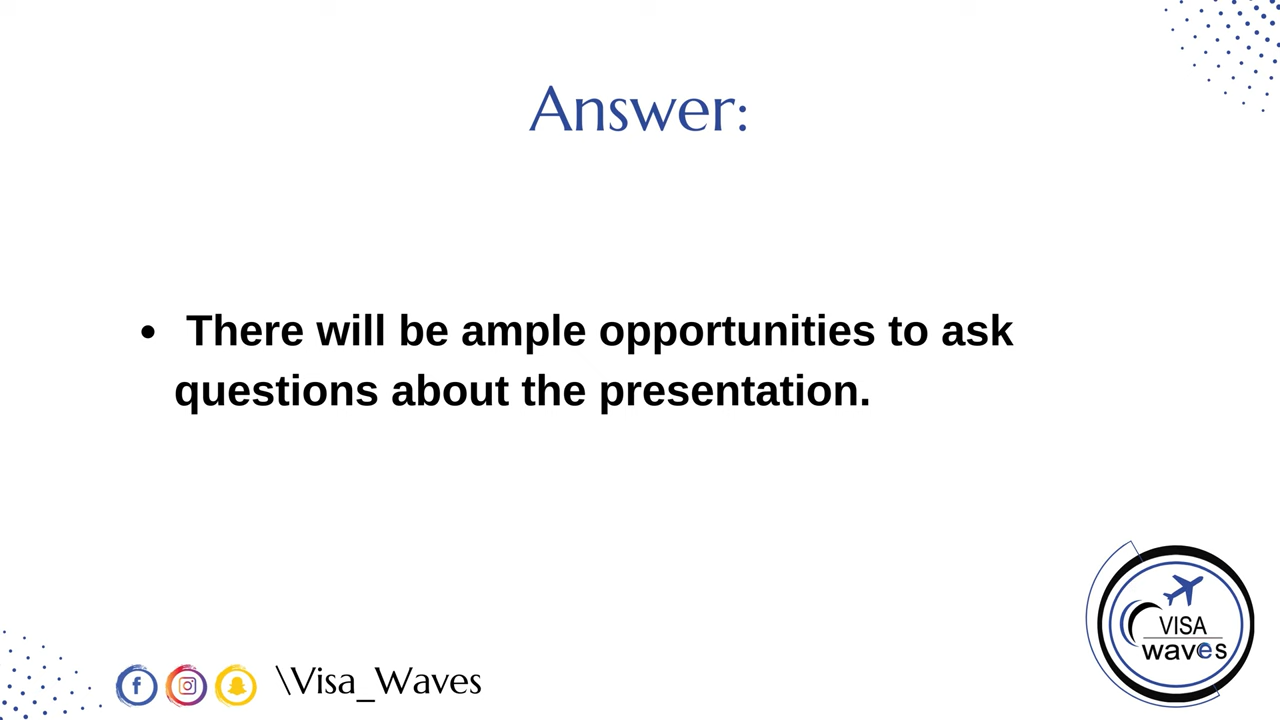 Answer:
• There will be ample opportunities to ask
questions about the presentation.
VISA
waves
\Visa_Waves